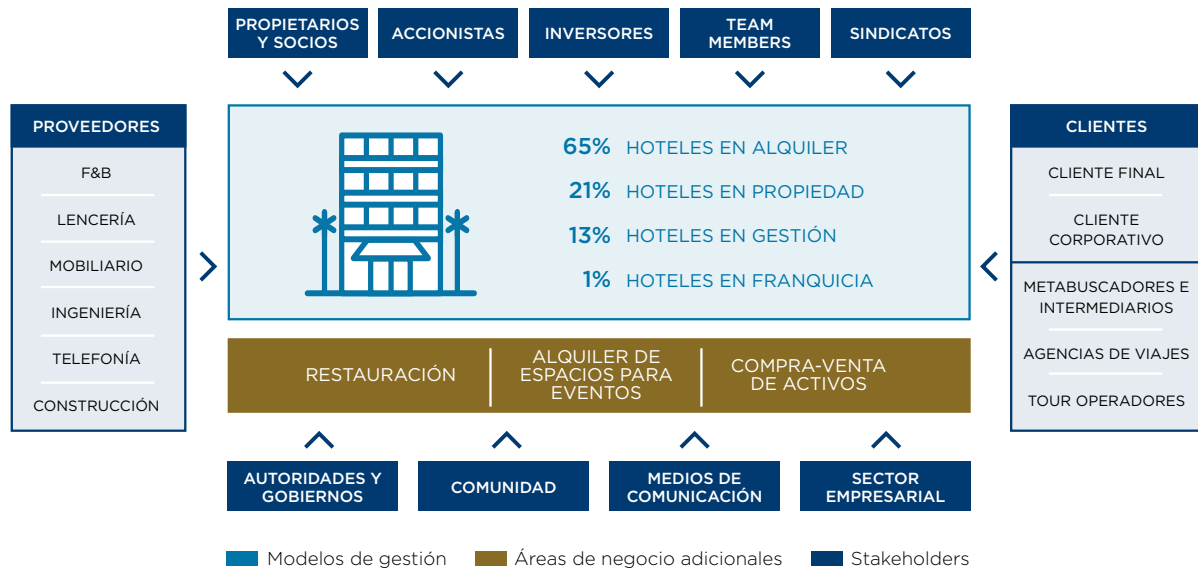 PROPIETARIOS
Y SOCIOS
ACCIONISTAS
INVERSORES
TEAM
MEMBERS
SINDICATOS
PROVEEDORES
F&B
LENCERÍA
MOBILIARIO
INGENIERÍA
TELEFONÍA
CONSTRUCCIÓN
65% HOTELES EN ALQUILER
21% HOTELES EN PROPIEDAD
13% HOTELES EN GESTIÓN
1% HOTELES EN FRANQUICIA
RESTAURACIÓN
ALQUILER DE
ESPACIOS PARA
EVENTOS
COMPRA-VENTA
DE ACTIVOS
CLIENTES
CLIENTE FINAL
CLIENTE
CORPORATIVO
METABUSCADORES E
INTERMEDIARIOS
AGENCIAS DE VIAJES
TOUR OPERADORES
AUTORIDADES Y
GOBIERNOS
COMUNIDAD
MEDIOS DE
COMUNICACIÓN
SECTOR
EMPRESARIAL
Modelos de gestión
Áreas de negocio adicionales
Stakeholders